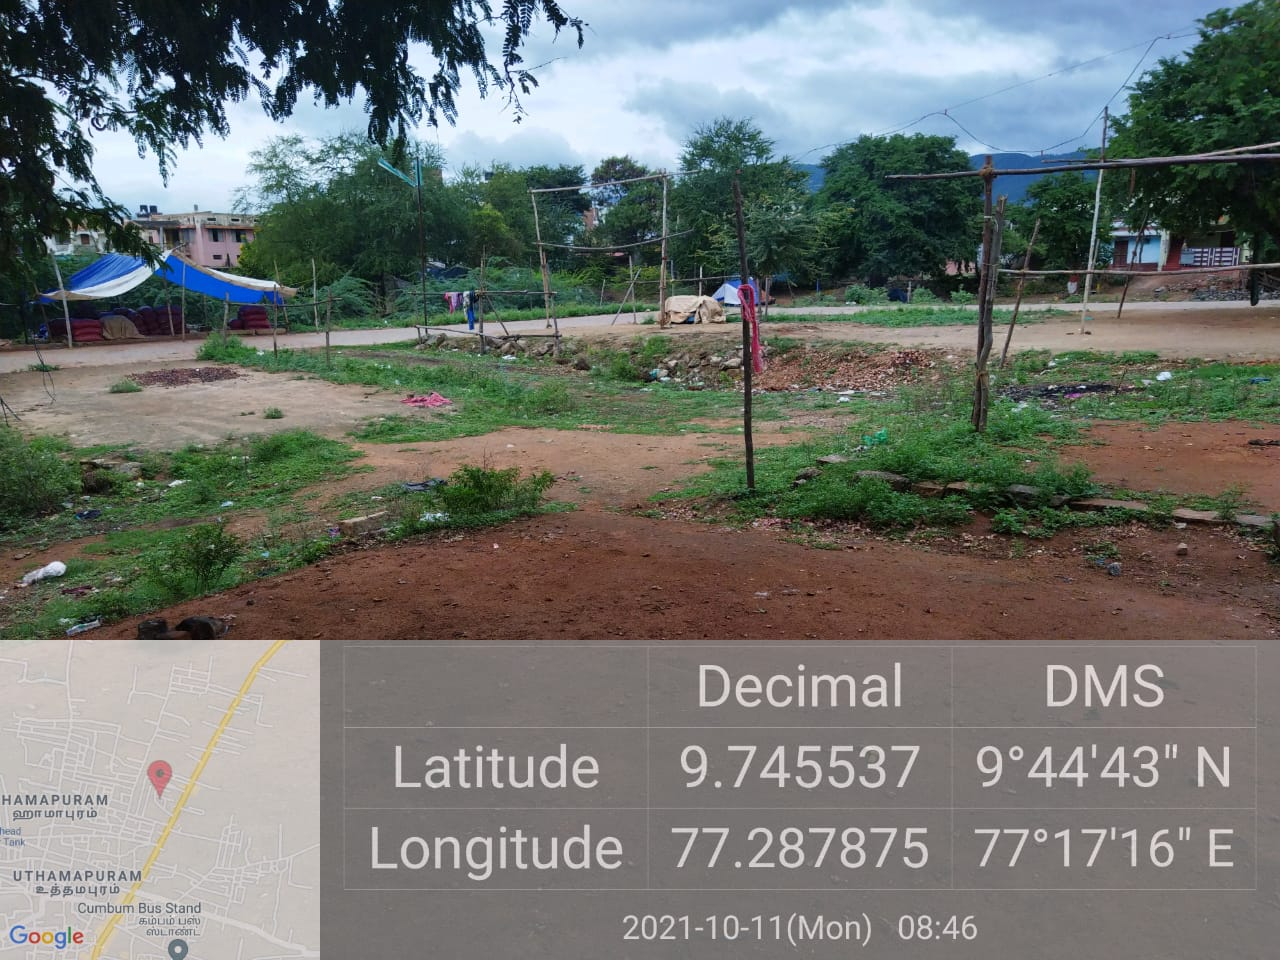 Decimal DMS
Latitude 9.745537 9°44'43" N
Longitude 77.287875 77°17'16" E
2021-10-11(Mon) 08:46
HAMAPURAM
ஹாமாபுரம்
head
Tank
UTHAMAPURAM
உத்தமபுரம்
Cumbum Bus Stand
கம்பம் பஸ்
ஸ்டாண்ட்
Google